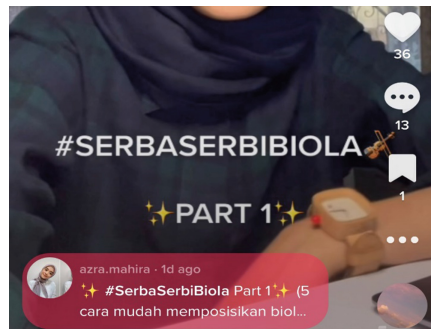 36
13
#SERBASERBIBIOLA🎻
✨PART 1✨
1
azra.mahira · 1d ago
✨ #SerbaSerbiBiola Part 1✨ (5
cara mudah memposisikan biol...